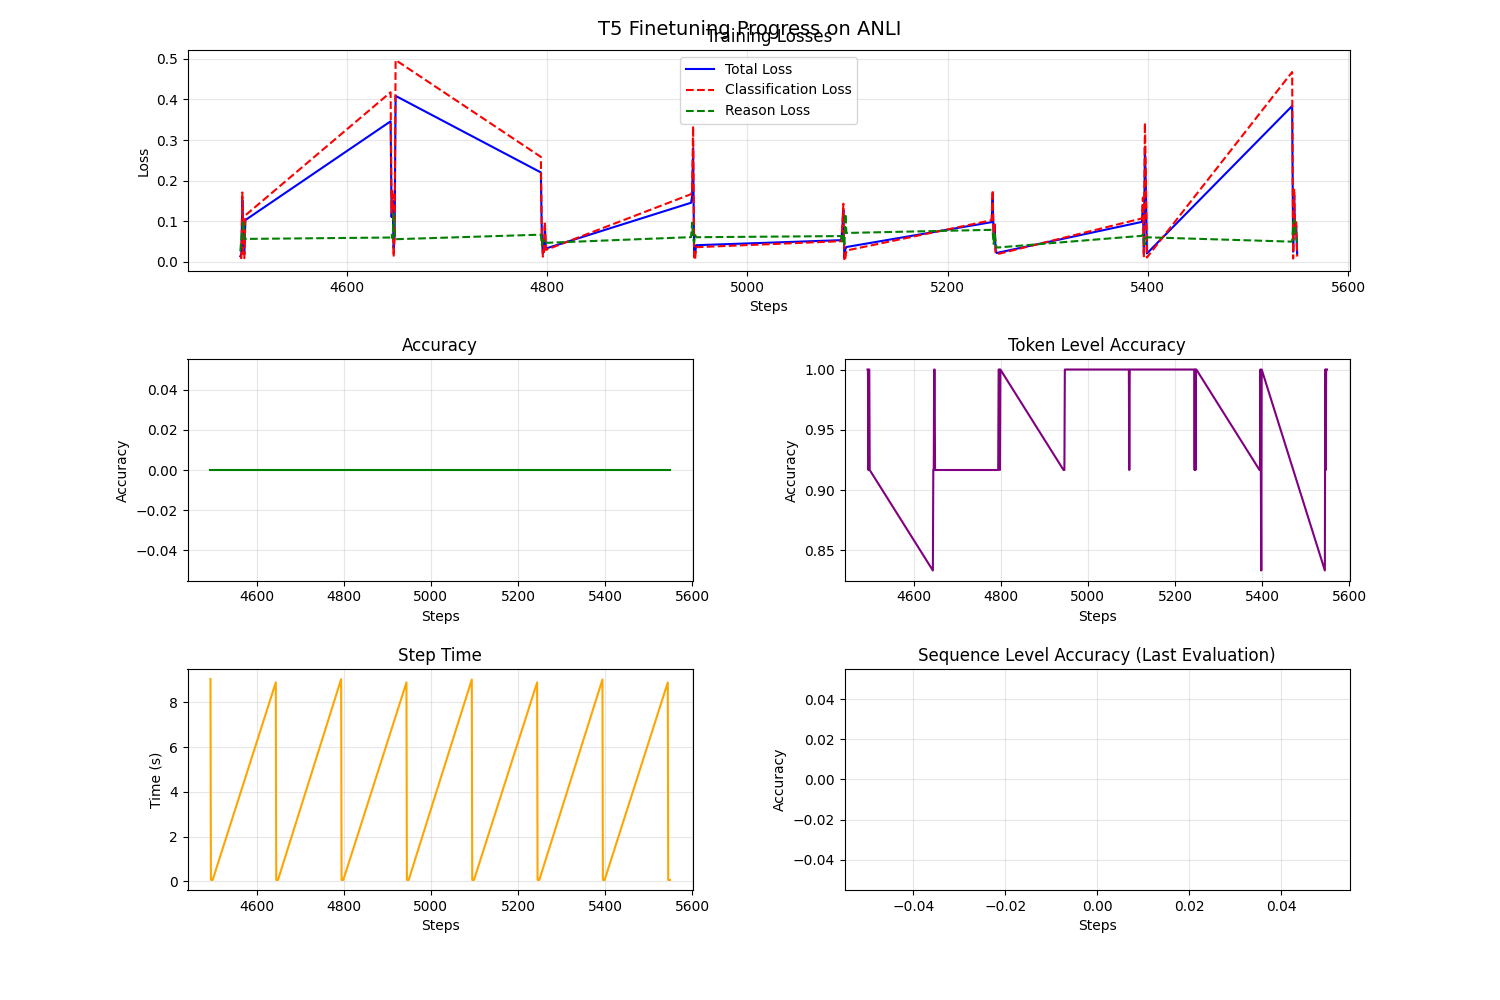 T5 Finetuning Progress on ANLI
Training Losses
0.5
0.4
0.3
0.2
0.1
0.0
Loss
Total Loss
Classification Loss
Reason Loss
4600 4800 5000 5200 5400 5600
Steps
Accuracy
0.04
0.02
0.00
−0.02
−0.04
Accuracy
4600 4800 5000 5200 5400 5600
Steps
Token Level Accuracy
1.00
0.95
0.90
0.85
Accuracy
4600 4800 5000 5200 5400 5600
Steps
Step Time
8
6
4
2
0
Time (s)
4600 4800 5000 5200 5400 5600
Steps
Sequence Level Accuracy (Last Evaluation)
0.04
0.02
0.00
−0.02
−0.04
Accuracy
−0.04 −0.02 0.00 0.02 0.04
Steps